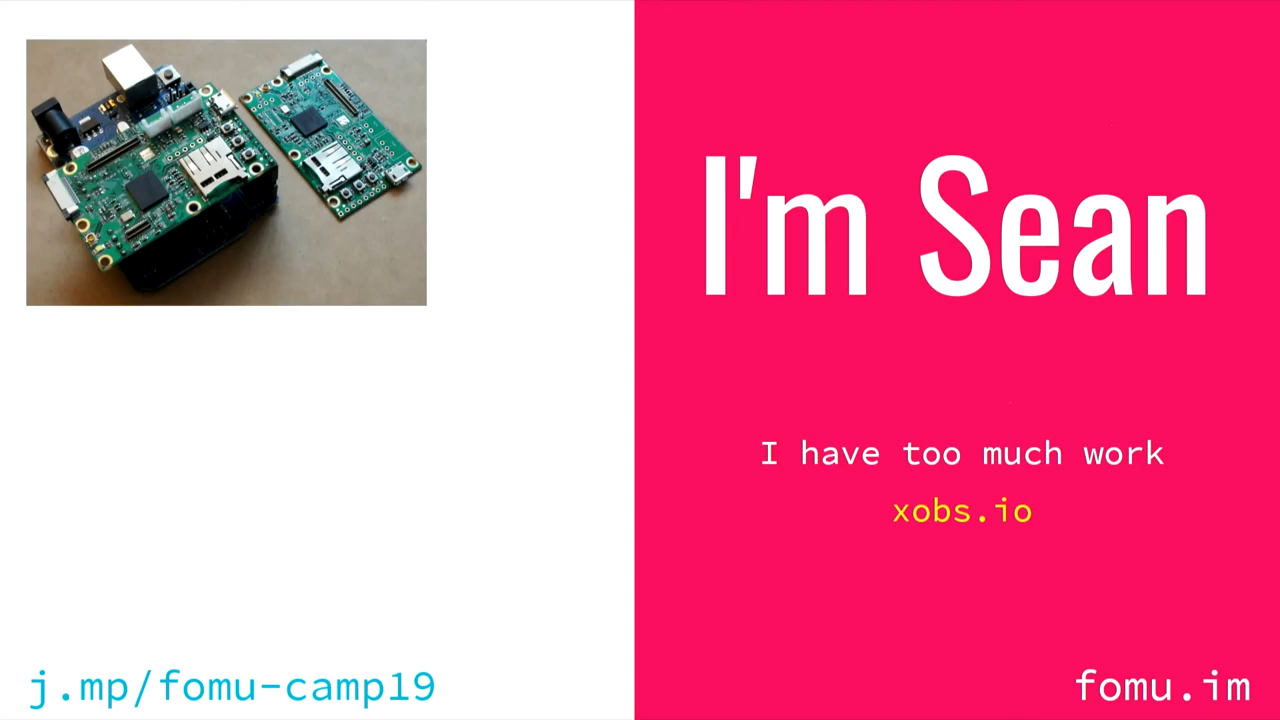 I'm Sean
I have too much work
xobs.io
j.mp/fomu-camp19
fomu.im